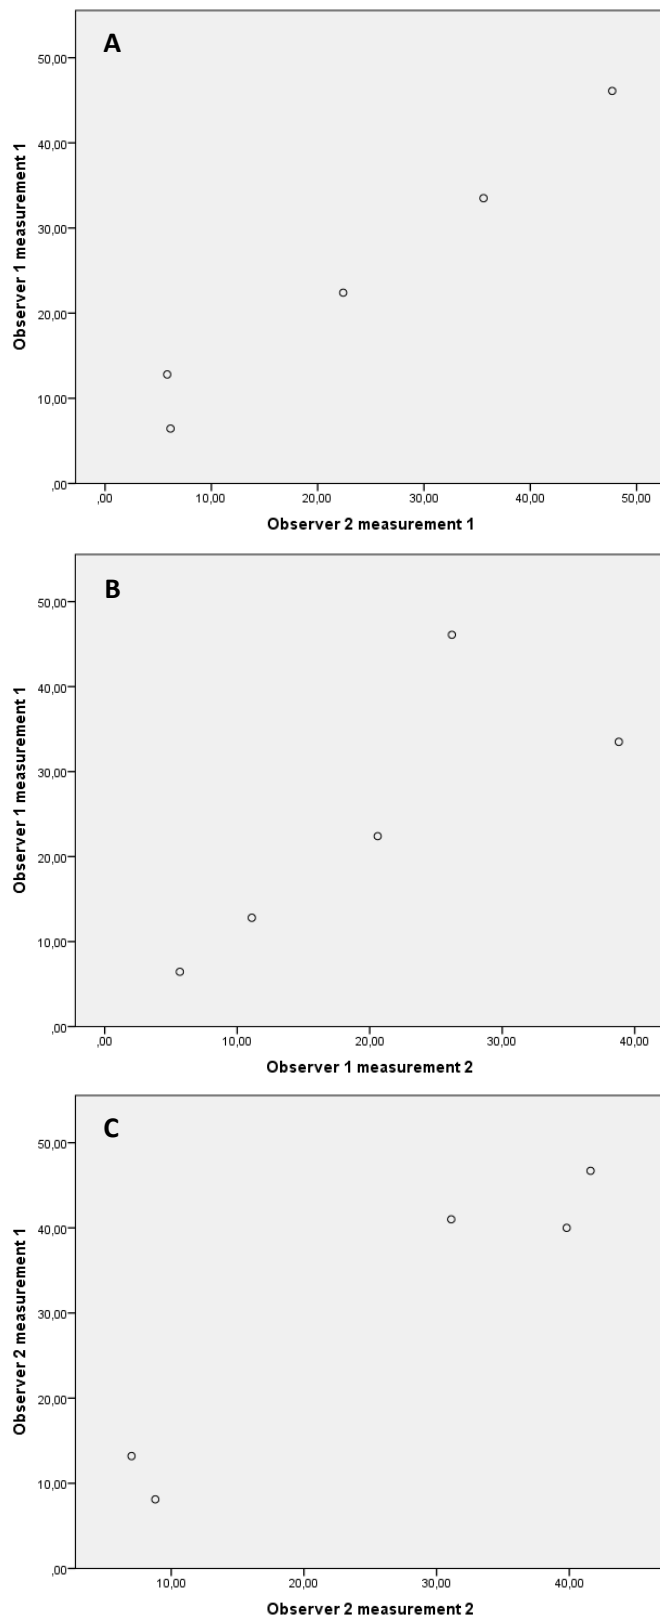 A
50,00
40,00
30,00
20,00
10,00
,00
Observer 1 measurement 1
,00 10,00 20,00 30,00 40,00 50,00
Observer 2 measurement 1
B
50,00
40,00
30,00
20,00
10,00
,00
Observer 1 measurement 1
,00 10,00 20,00 30,00 40,00
Observer 1 measurement 2
C
50,00
40,00
30,00
20,00
10,00
,00
Observer 2 measurement 1
10,00 20,00 30,00 40,00
Observer 2 measurement 2